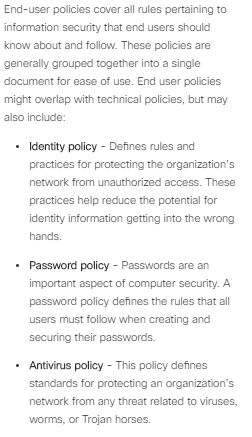 End-user policies cover all rules pertaining to
information security that end users should
know about and follow. These policies are
generally grouped together into a single
document for ease of use. End user policies
might overlap with technical policies, but may
also include:
• Identity policy - Defines rules and
practices for protecting the organization's
network from unauthorized access. These
practices help reduce the potential for
identity information getting into the wrong
hands.
• Password policy - Passwords are an
important aspect of computer security. A
password policy defines the rules that all
users must follow when creating and
securing their passwords.
• Antivirus policy - This policy defines
standards for protecting an organization's
network from any threat related to viruses,
worms, or Trojan horses.